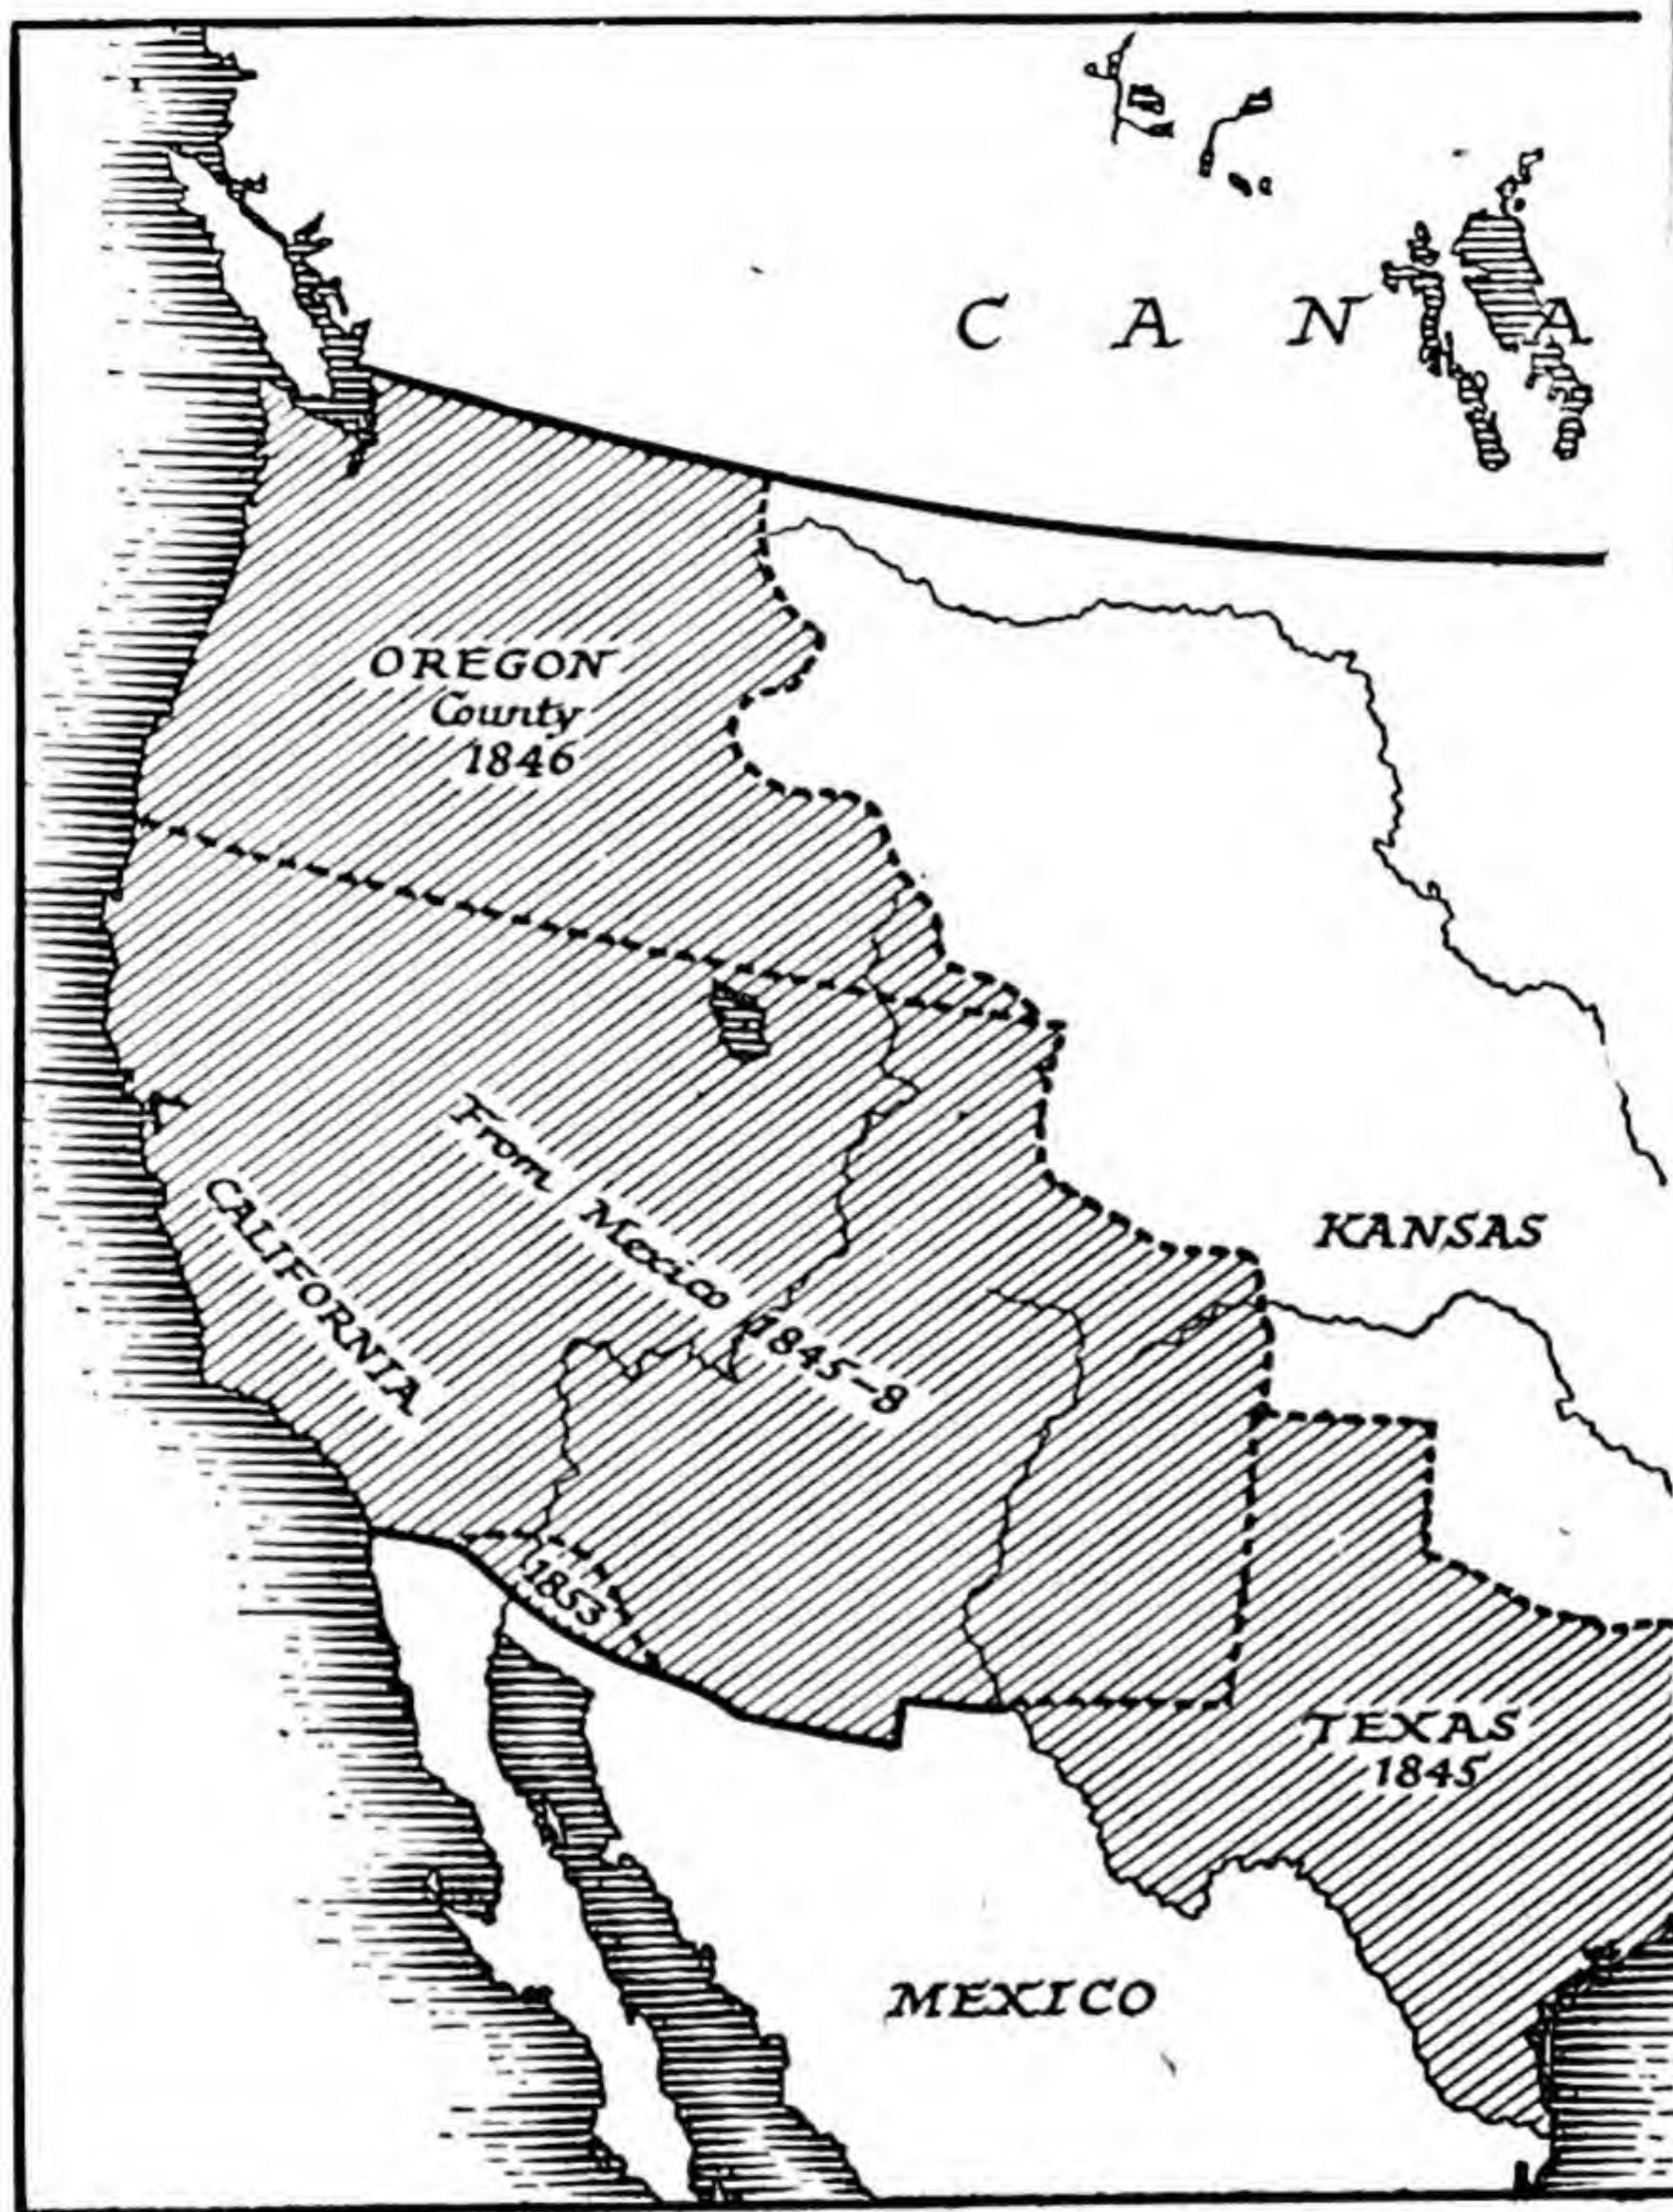 C A N A
OREGON
County
1846
From Mexico 1845-8
CALIFORNIA
KANSAS
1853
TEXAS
1845
MEXICO